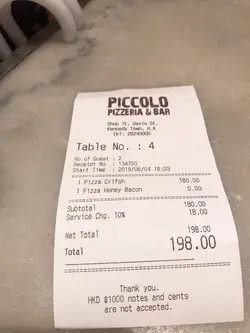 PICCOLO
PIZZERIA & BAR
Shop 1E, Davis St,
Kennedy Town, H.K
Tel: 28249000
Table No. : 4
No of Guest : 2
Receipt No. : 134750
Start Time : 2019/06/04 18:03
1 Pizza Crifsh 180.00
1 Pizza Honey Bacon 0.00
Subtotal 180.00
Service Chg. 10% 18.00
Net Total 198.00
Total 198.00
Thank you.
HKD $1000 notes and cents
are not accepted.